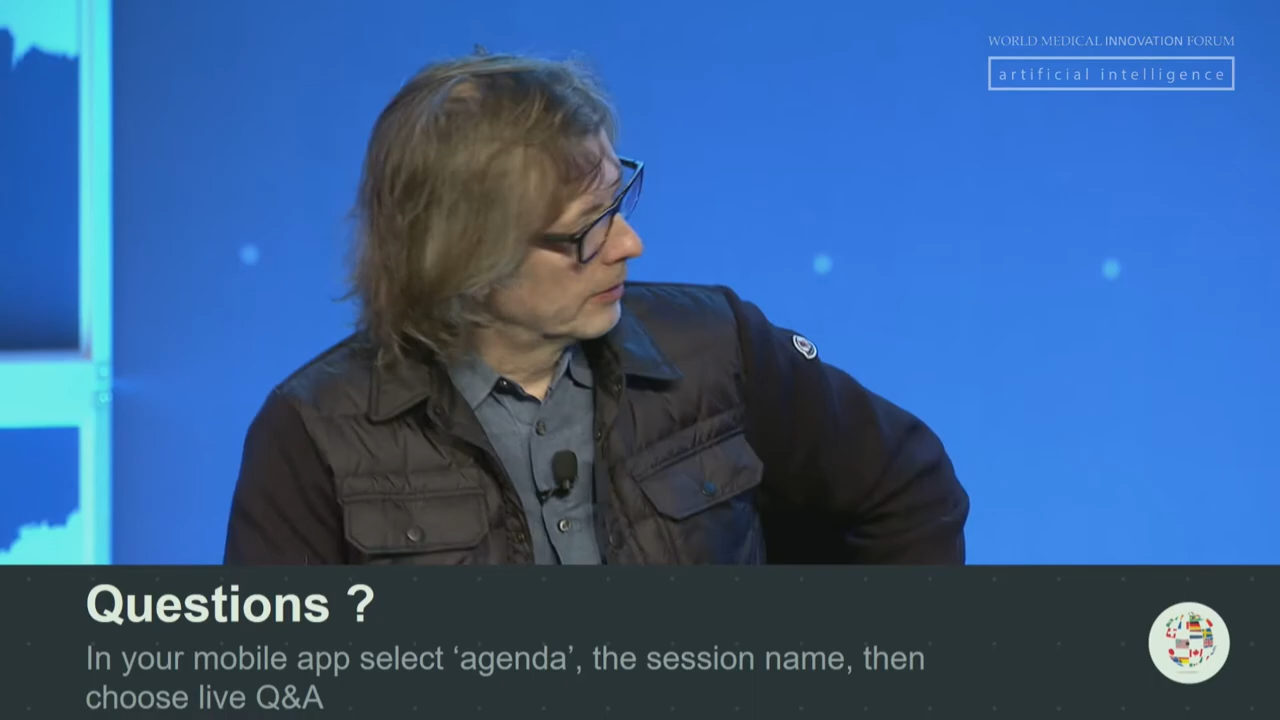 WORLD MEDICAL INNOVATION FORUM
artificial intelligence
Questions ?
In your mobile app select ‘agenda’, the session name, then
choose live Q&A